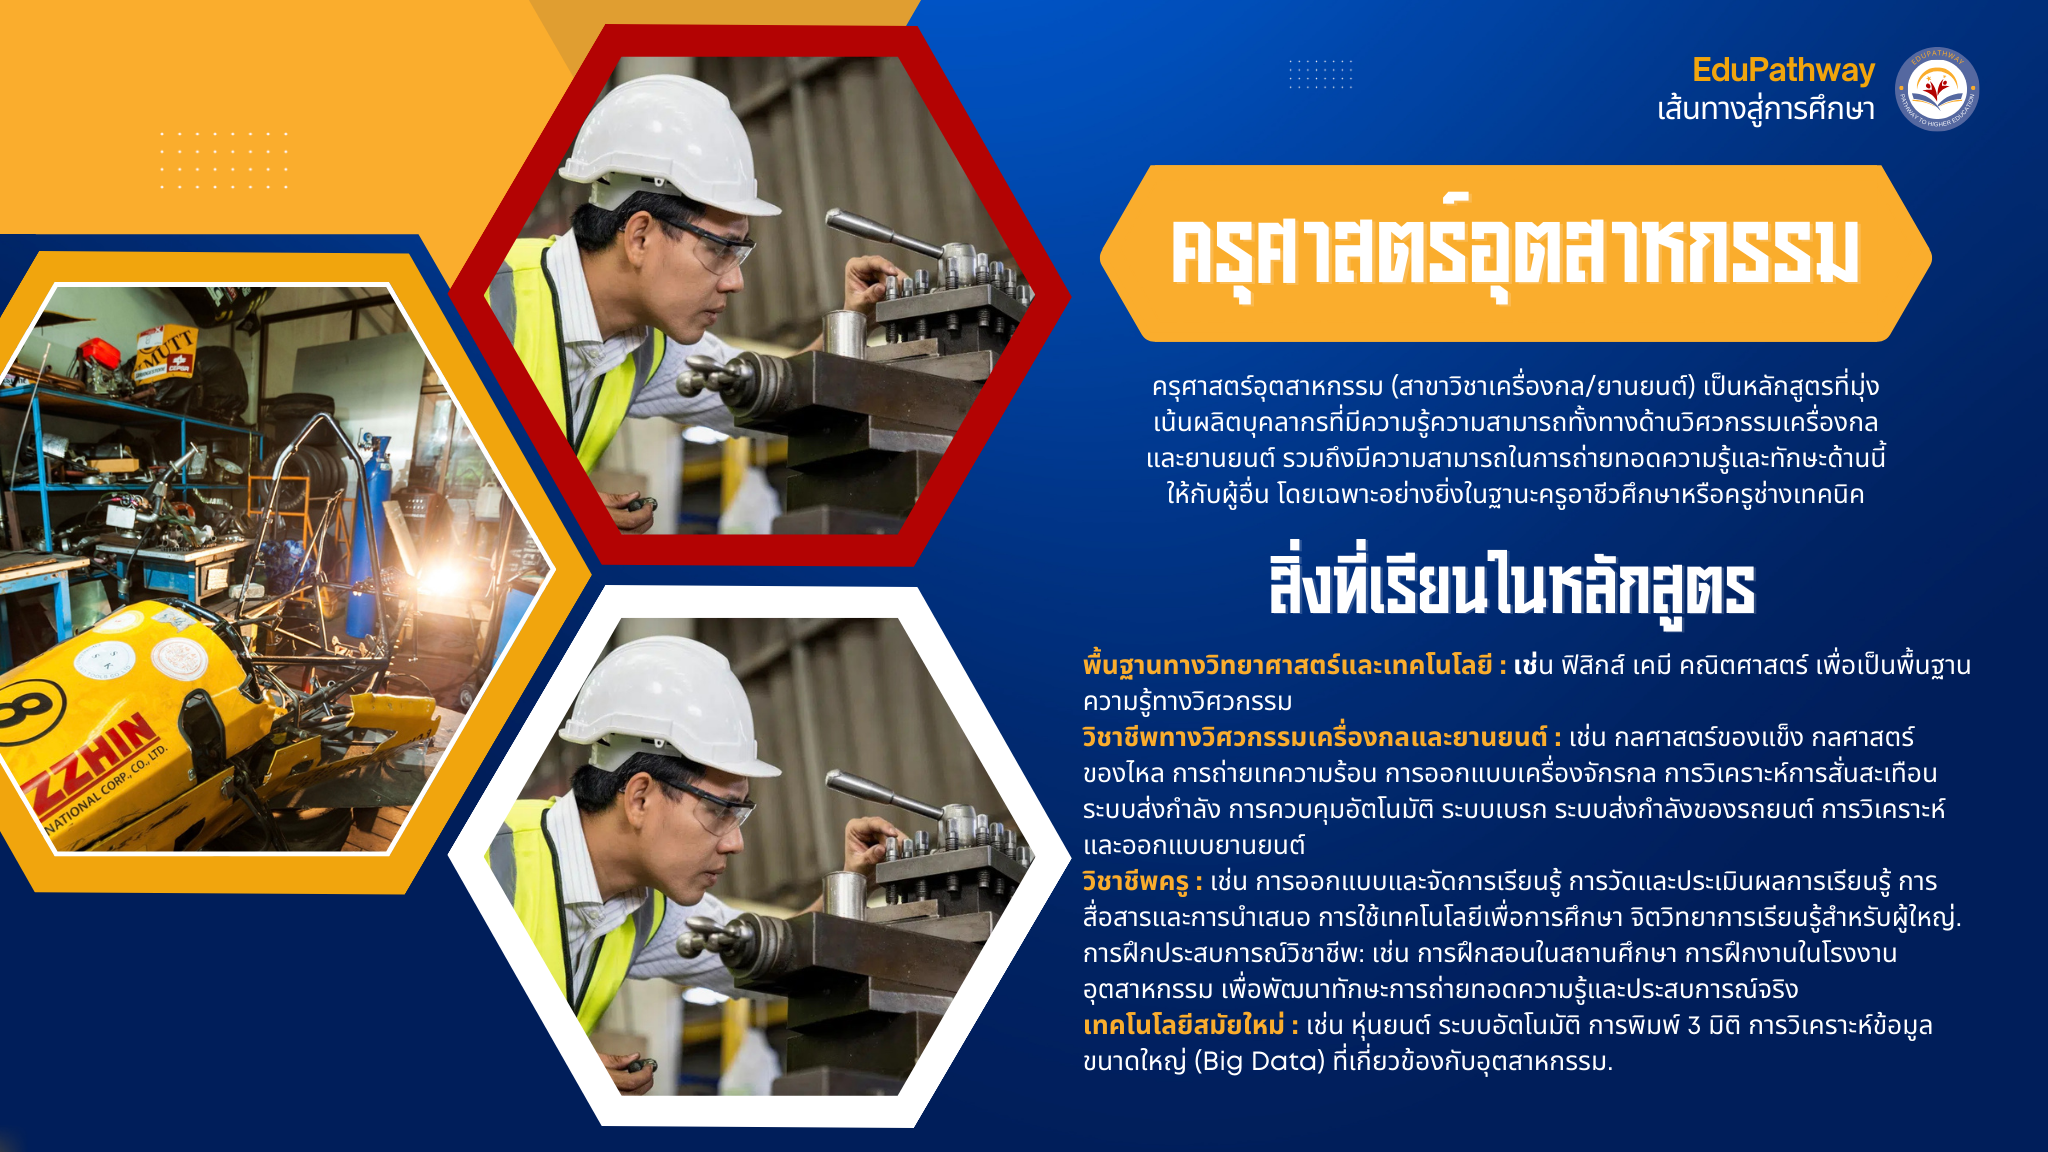 EduPathway
เส้นทางสู่การศึกษา
EDUPATHWAY
PATHWAY TO HIGHER EDUCATION
ครุศาสตร์อุตสาหกรรม
ครุศาสตร์อุตสาหกรรม (สาขาวิชาเครื่องกล/ยานยนต์) เป็นหลักสูตรที่มุ่ง
เน้นผลิตบุคลากรที่มีความรู้ความสามารถทั้งทางด้านวิศวกรรมเครื่องกล
และยานยนต์ รวมถึงมีความสามารถในการถ่ายทอดความรู้และทักษะด้านนี้
ให้กับผู้อื่น โดยเฉพาะอย่างยิ่งในฐานะครูอาชีวศึกษาหรือครูช่างเทคนิค
สิ่งที่เรียนในหลักสูตร
พื้นฐานทางวิทยาศาสตร์และเทคโนโลยี : เช่น ฟิสิกส์ เคมี คณิตศาสตร์ เพื่อเป็นพื้นฐาน
ความรู้ทางวิศวกรรม
วิชาชีพทางวิศวกรรมเครื่องกลและยานยนต์ : เช่น กลศาสตร์ของแข็ง กลศาสตร์
ของไหล การถ่ายเทความร้อน การออกแบบเครื่องจักรกล การวิเคราะห์การสั่นสะเทือน
ระบบส่งกำลัง การควบคุมอัตโนมัติ ระบบเบรก ระบบส่งกำลังของรถยนต์ การวิเคราะห์
และออกแบบยานยนต์
วิชาชีพครู : เช่น การออกแบบและจัดการเรียนรู้ การวัดและประเมินผลการเรียนรู้ การ
สื่อสารและการนำเสนอ การใช้เทคโนโลยีเพื่อการศึกษา จิตวิทยาการเรียนรู้สำหรับผู้ใหญ่.
การฝึกประสบการณ์วิชาชีพ: เช่น การฝึกสอนในสถานศึกษา การฝึกงานในโรงงาน
อุตสาหกรรม เพื่อพัฒนาทักษะการถ่ายทอดความรู้และประสบการณ์จริง
เทคโนโลยีสมัยใหม่ : เช่น หุ่นยนต์ ระบบอัตโนมัติ การพิมพ์ 3 มิติ การวิเคราะห์ข้อมูล
ขนาดใหญ่ (Big Data) ที่เกี่ยวข้องกับอุตสาหกรรม.
MUTT
8
ZZHIN
NATIONAL CORP., CO., LTD.